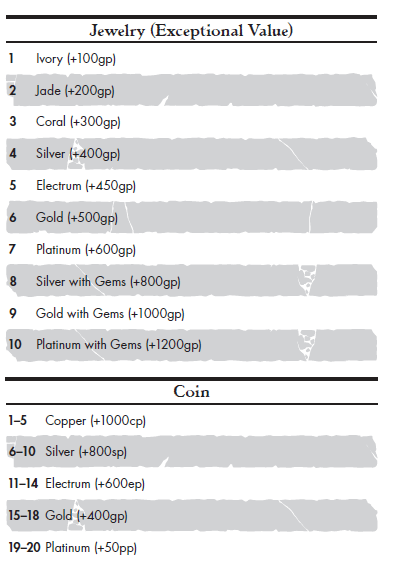 Jewelry (Exceptional Value)
1 Ivory (+100gp)
2 Jade (+200gp)
3 Coral (+300gp)
4 Silver (+400gp)
5 Electrum (+450gp)
6 Gold (+500gp)
7 Platinum (+600gp)
8 Silver with Gems (+800gp)
9 Gold with Gems (+1000gp)
10 Platinum with Gems (+1200gp)
Coin
1–5 Copper (+1000cp)
6–10 Silver (+800sp)
11–14 Electrum (+600ep)
15–18 Gold (+400gp)
19–20 Platinum (+50pp)